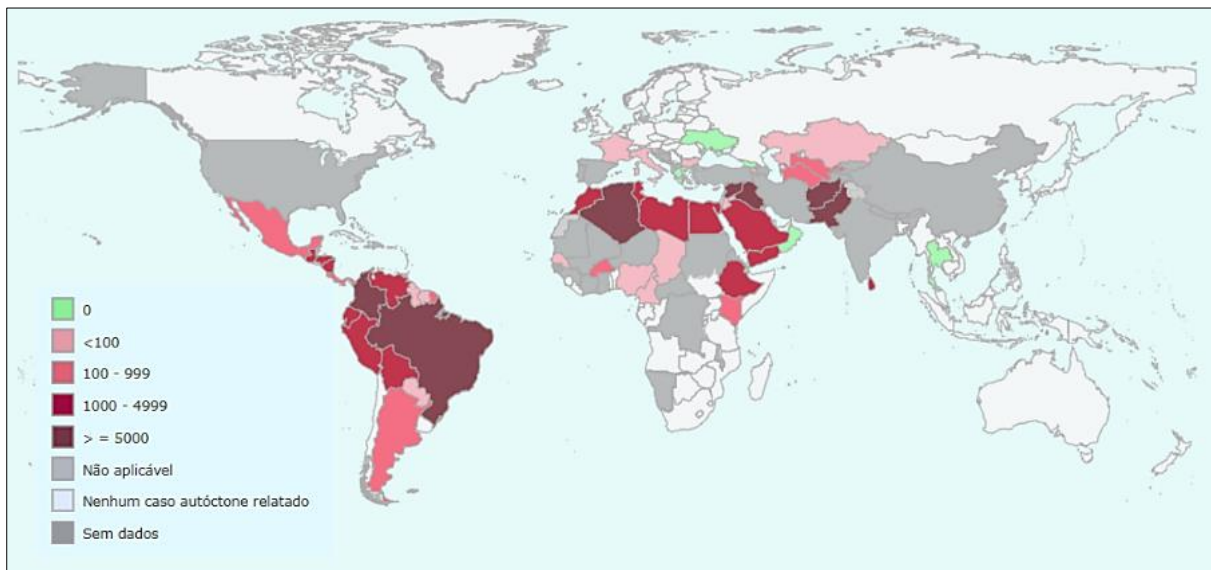 0
<100
100 - 999
1000 - 4999
> = 5000
Não aplicável
Nenhum caso autóctone relatado
Sem dados